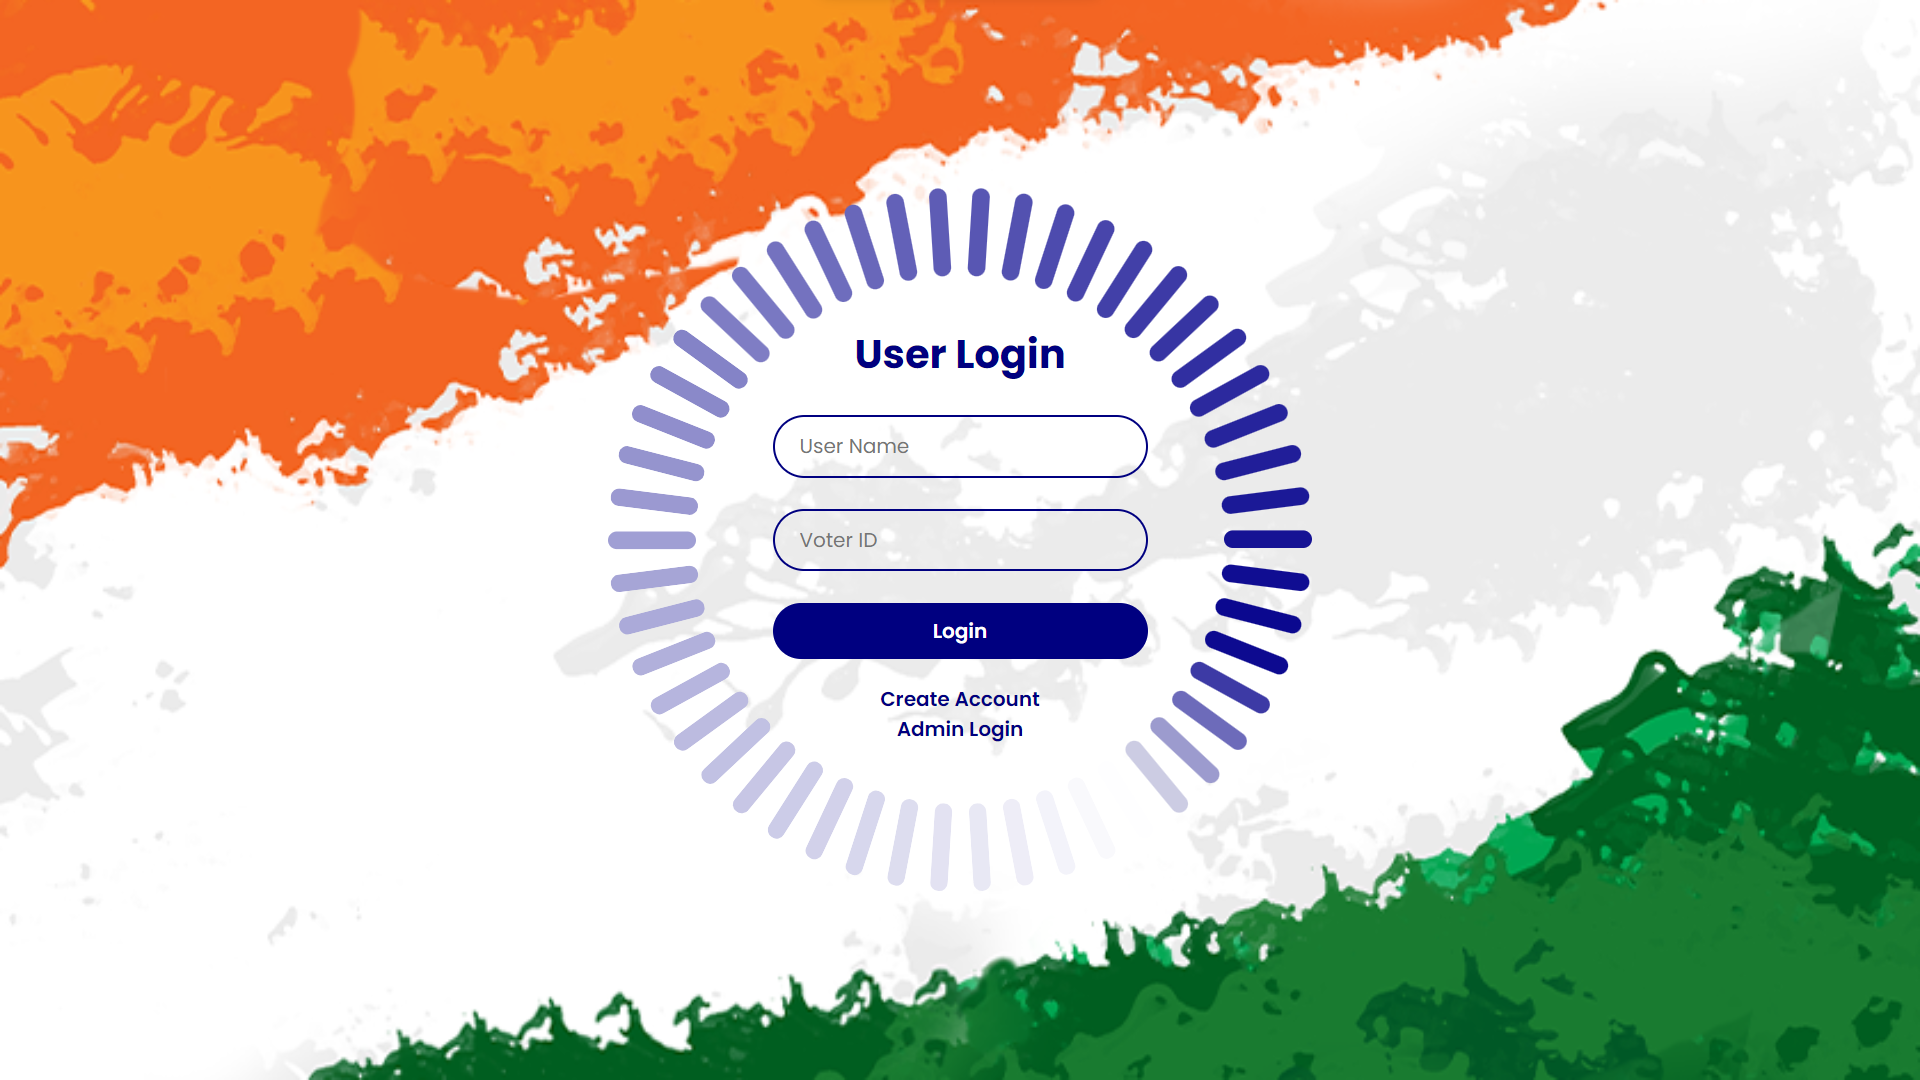 User Login
User Name
Voter ID
Login
Create Account
Admin Login